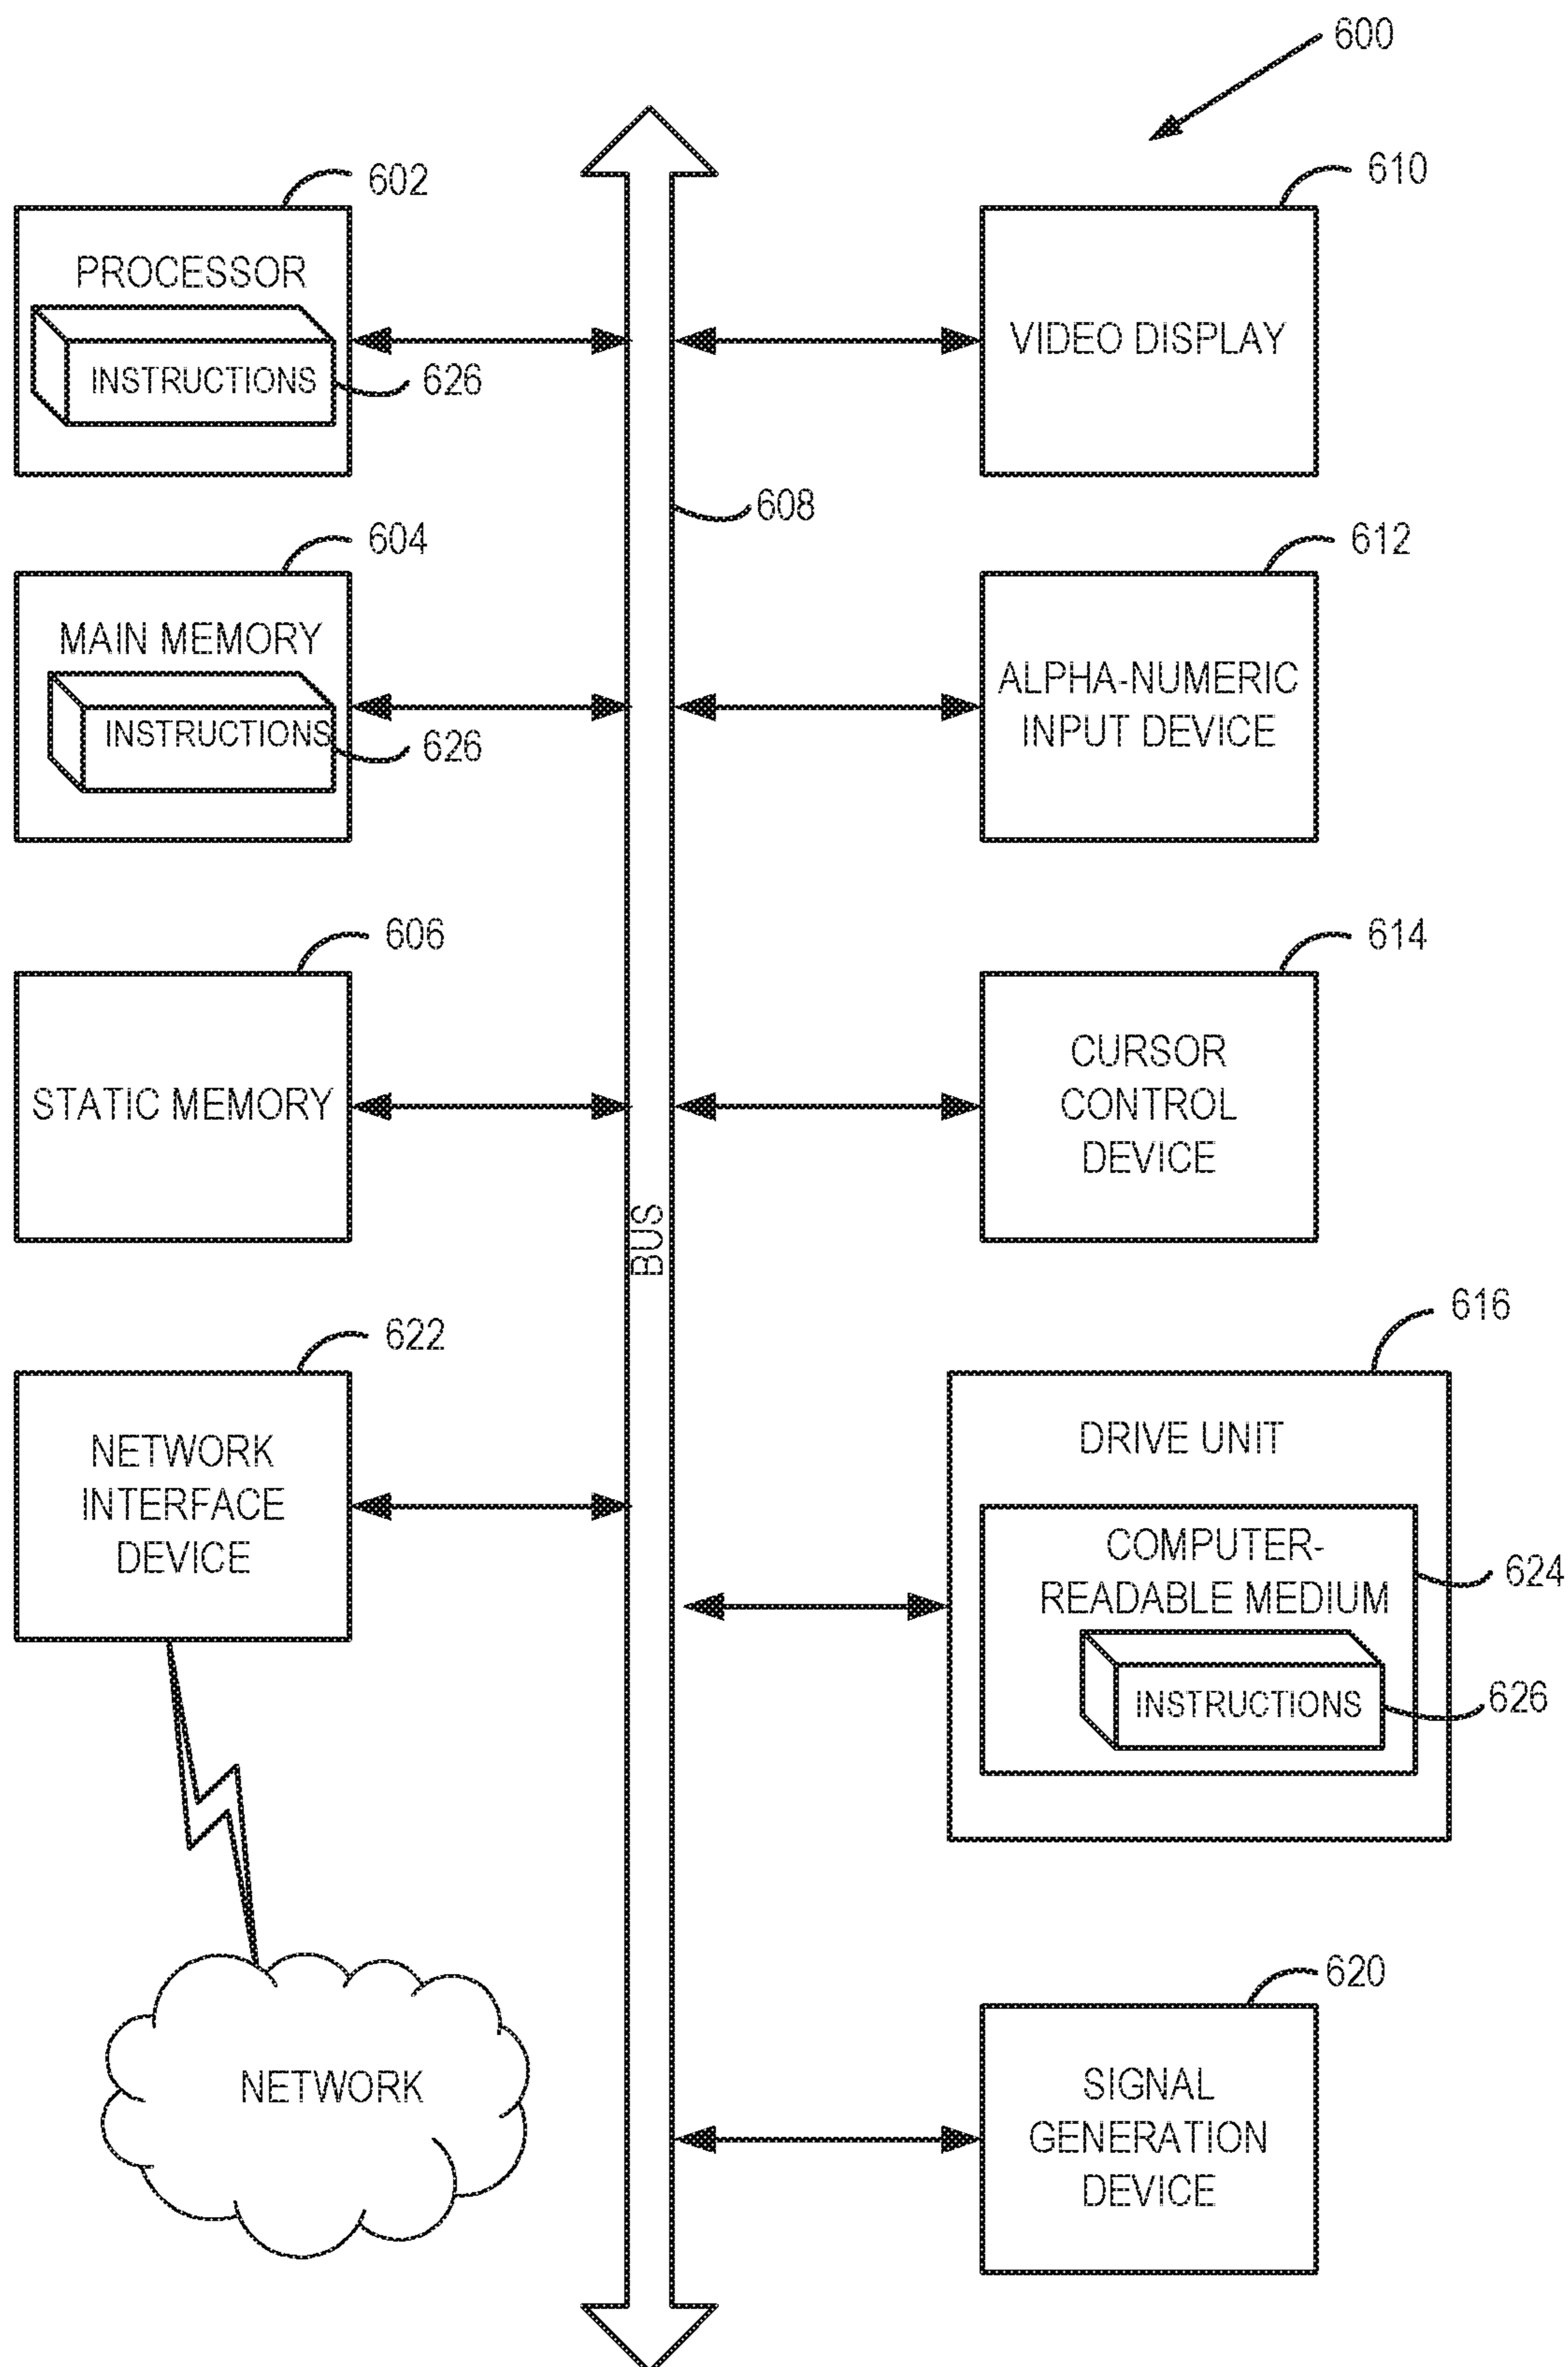 600
602
PROCESSOR
INSTRUCTIONS
626
610
VIDEO DISPLAY
608
604
MAIN MEMORY
INSTRUCTIONS
626
612
ALPHA-NUMERIC
INPUT DEVICE
606
STATIC MEMORY
614
CURSOR
CONTROL
DEVICE
BUS
622
NETWORK
INTERFACE
DEVICE
616
DRIVE UNIT
COMPUTER-
READABLE MEDIUM
624
INSTRUCTIONS
626
NETWORK
620
SIGNAL
GENERATION
DEVICE